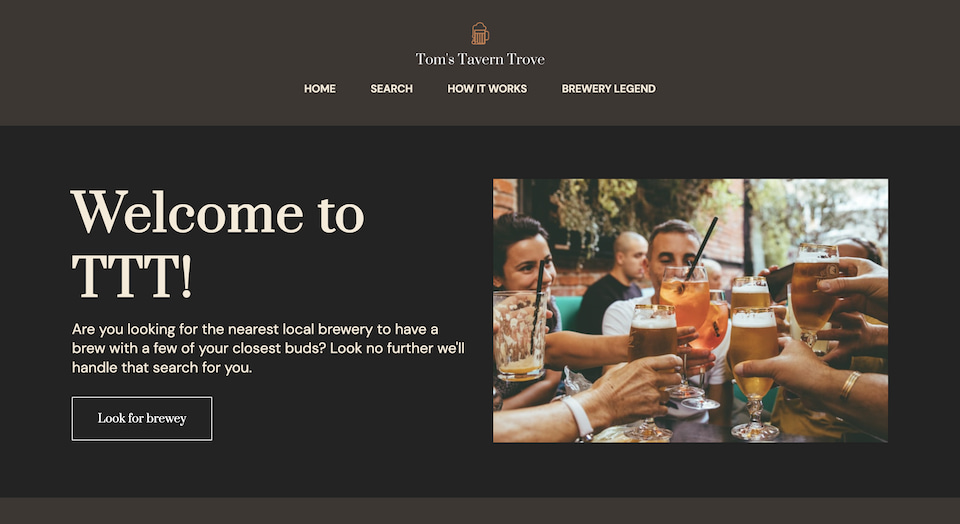 Tom's Tavern Trove
HOME SEARCH HOW IT WORKS BREWERY LEGEND
Welcome to
TTT!
Are you looking for the nearest local brewery to have a
brew with a few of your closest buds? Look no further we'll
handle that search for you.
Look for brewey